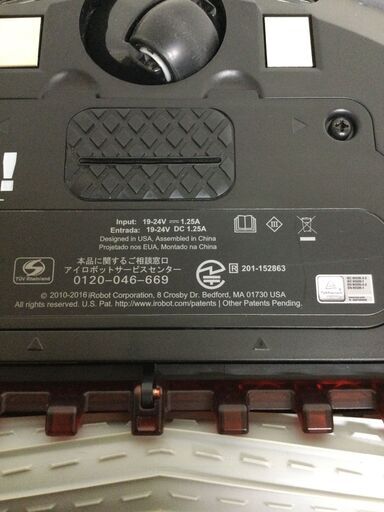 !
Input: 19-24V ⎓ 1.25A
Entrada: 19-24V DC 1.25A
Designed in USA, Assembled in China
Projetado nos EUA, Montado na China
TÜV Rheinland
本品に関するご相談窓口
アイロボットサービスセンター
0120-046-669
R 201-152863
© 2010-2016 iRobot Corporation, 8 Crosby Dr. Bedford, MA 01730 USA
All rights reserved. U.S. Pat. http://www.irobot.com/patents | Other Patents Pending.